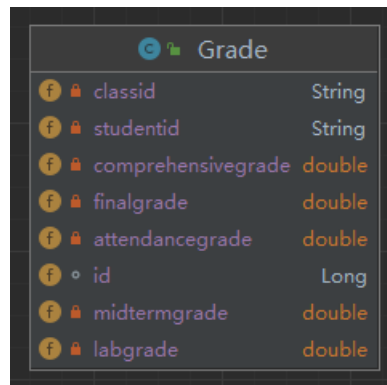 Grade
classid String
studentid String
comprehensivegrade double
finalgrade double
attendancegrade double
id Long
midtermgrade double
labgrade double